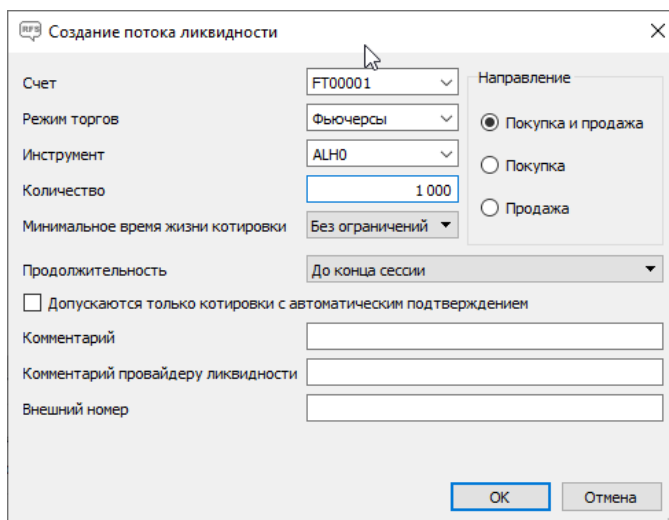 RFS Создание потока ликвидности
Счет FT00001 Направление
Режим торгов Фьючерсы Покупка и продажа
Инструмент ALH0 Покупка
Количество 1 000 Продажа
Минимальное время жизни котировки Без ограничений
Продолжительность До конца сессии
Допускаются только котировки с автоматическим подтверждением
Комментарий
Комментарий провайдеру ликвидности
Внешний номер
OK Отмена